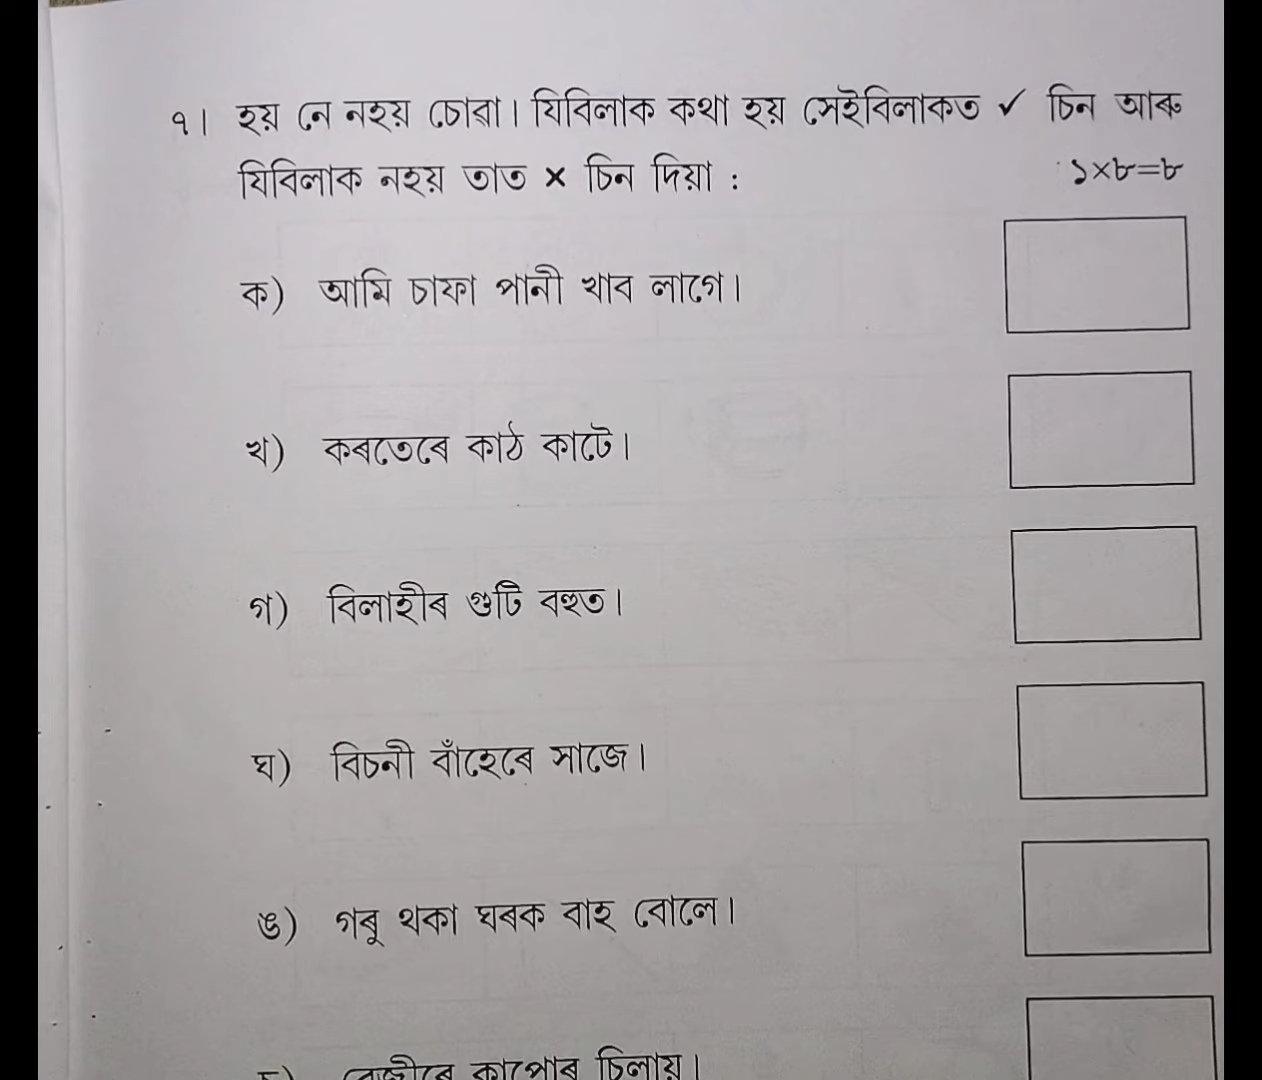 ৭। হয় নে নহয় চোৱা। যিবিলাক কথা হয় সেইবিলাকত ✓ চিন আৰু
যিবিলাক নহয় তাত × চিন দিয়া :
১×৮=৮
ক) আমি চাফা পানী খাব লাগে।
খ) কৰতেৰে কাঠ কাটে।
গ) বিলাহীৰ গুটি বহুত।
ঘ) বিচনী বাঁহেৰে সাজে।
ঙ) গৰু থকা ঘৰক বাহ বোলে।
চ) বেজীৰে কাপোৰ চিলায়।